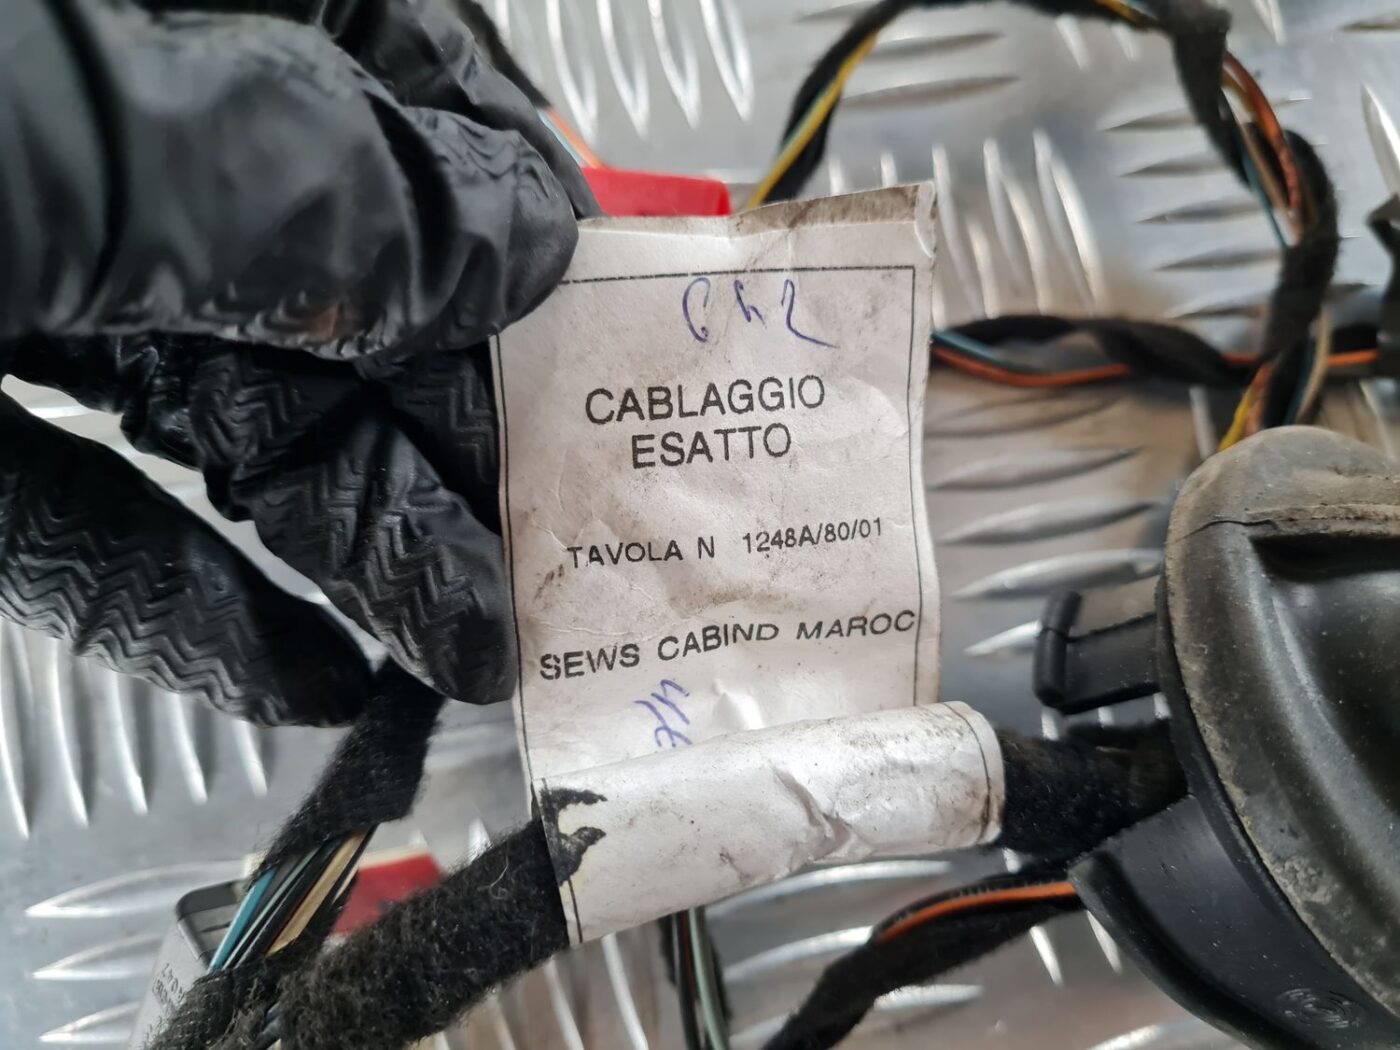 CABLAGGIO
ESATTO
TAVOLA N 1248A/80/01
SEWS CABIND MAROC